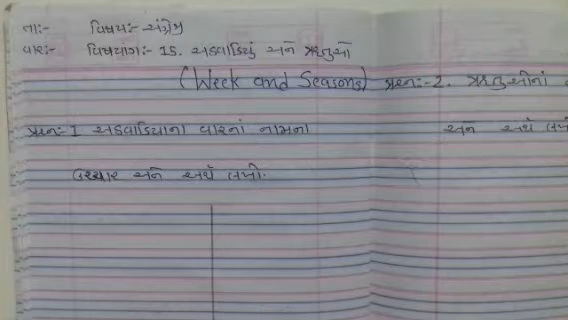 તા:- વિષય:- અંગ્રેજી
વાર:- વિષયાંગ:- 15. અઠવાડિયું અને ઋતુઓ
(Week and Seasons) પ્રશ્ન:-2. ઋતુઓનાં
પ્રશ્ન:-1 અઠવાડિયાના વારનાં નામના અને અર્થ લખો
ઉચ્ચાર અને અર્થ લખો.